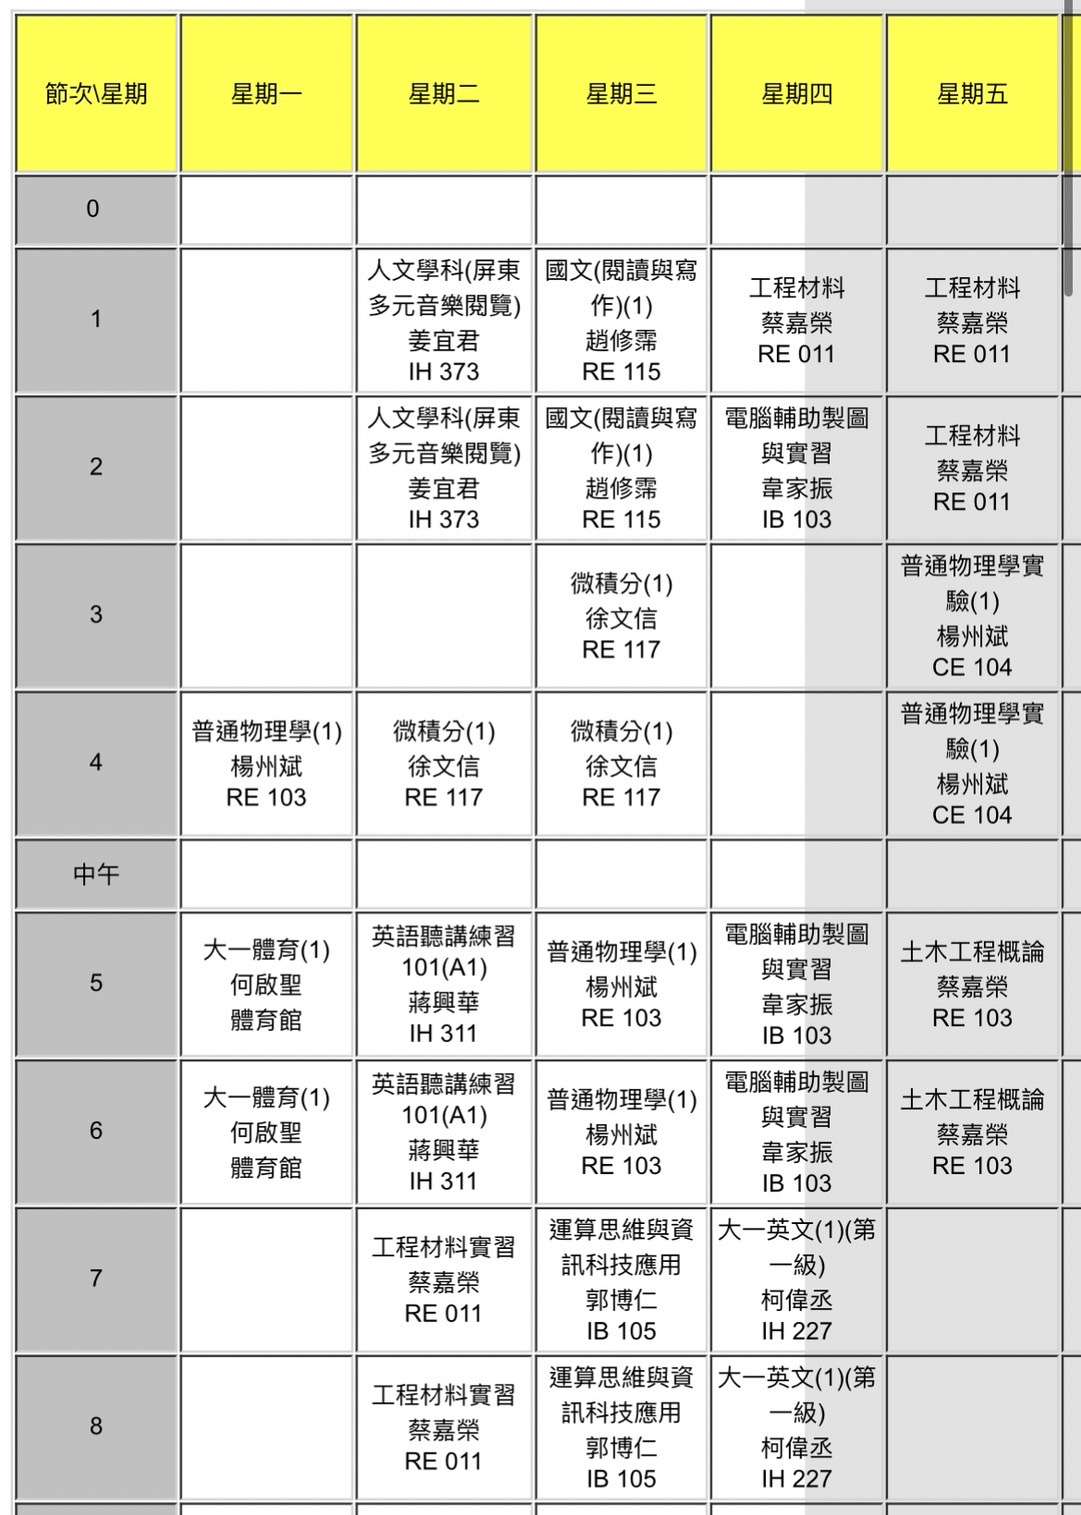 節次\星期 星期一 星期二 星期三 星期四 星期五
0
1
人文學科(屏東
多元音樂閱覽)
姜宜君
IH 373
國文(閱讀與寫
作)(1)
趙修霈
RE 115
工程材料
蔡嘉榮
RE 011
工程材料
蔡嘉榮
RE 011
2
人文學科(屏東
多元音樂閱覽)
姜宜君
IH 373
國文(閱讀與寫
作)(1)
趙修霈
RE 115
電腦輔助製圖
與實習
韋家振
IB 103
工程材料
蔡嘉榮
RE 011
3
微積分(1)
徐文信
RE 117
普通物理學實
驗(1)
楊州斌
CE 104
4
普通物理學(1)
楊州斌
RE 103
微積分(1)
徐文信
RE 117
微積分(1)
徐文信
RE 117
普通物理學實
驗(1)
楊州斌
CE 104
中午
5
大一體育(1)
何啟聖
體育館
英語聽講練習
101(A1)
蔣興華
IH 311
普通物理學(1)
楊州斌
RE 103
電腦輔助製圖
與實習
韋家振
IB 103
土木工程概論
蔡嘉榮
RE 103
6
大一體育(1)
何啟聖
體育館
英語聽講練習
101(A1)
蔣興華
IH 311
普通物理學(1)
楊州斌
RE 103
電腦輔助製圖
與實習
韋家振
IB 103
土木工程概論
蔡嘉榮
RE 103
7
工程材料實習
蔡嘉榮
RE 011
運算思維與資
訊科技應用
郭博仁
IB 105
大一英文(1)(第
一級)
柯偉丞
IH 227
8
工程材料實習
蔡嘉榮
RE 011
運算思維與資
訊科技應用
郭博仁
IB 105
大一英文(1)(第
一級)
柯偉丞
IH 227